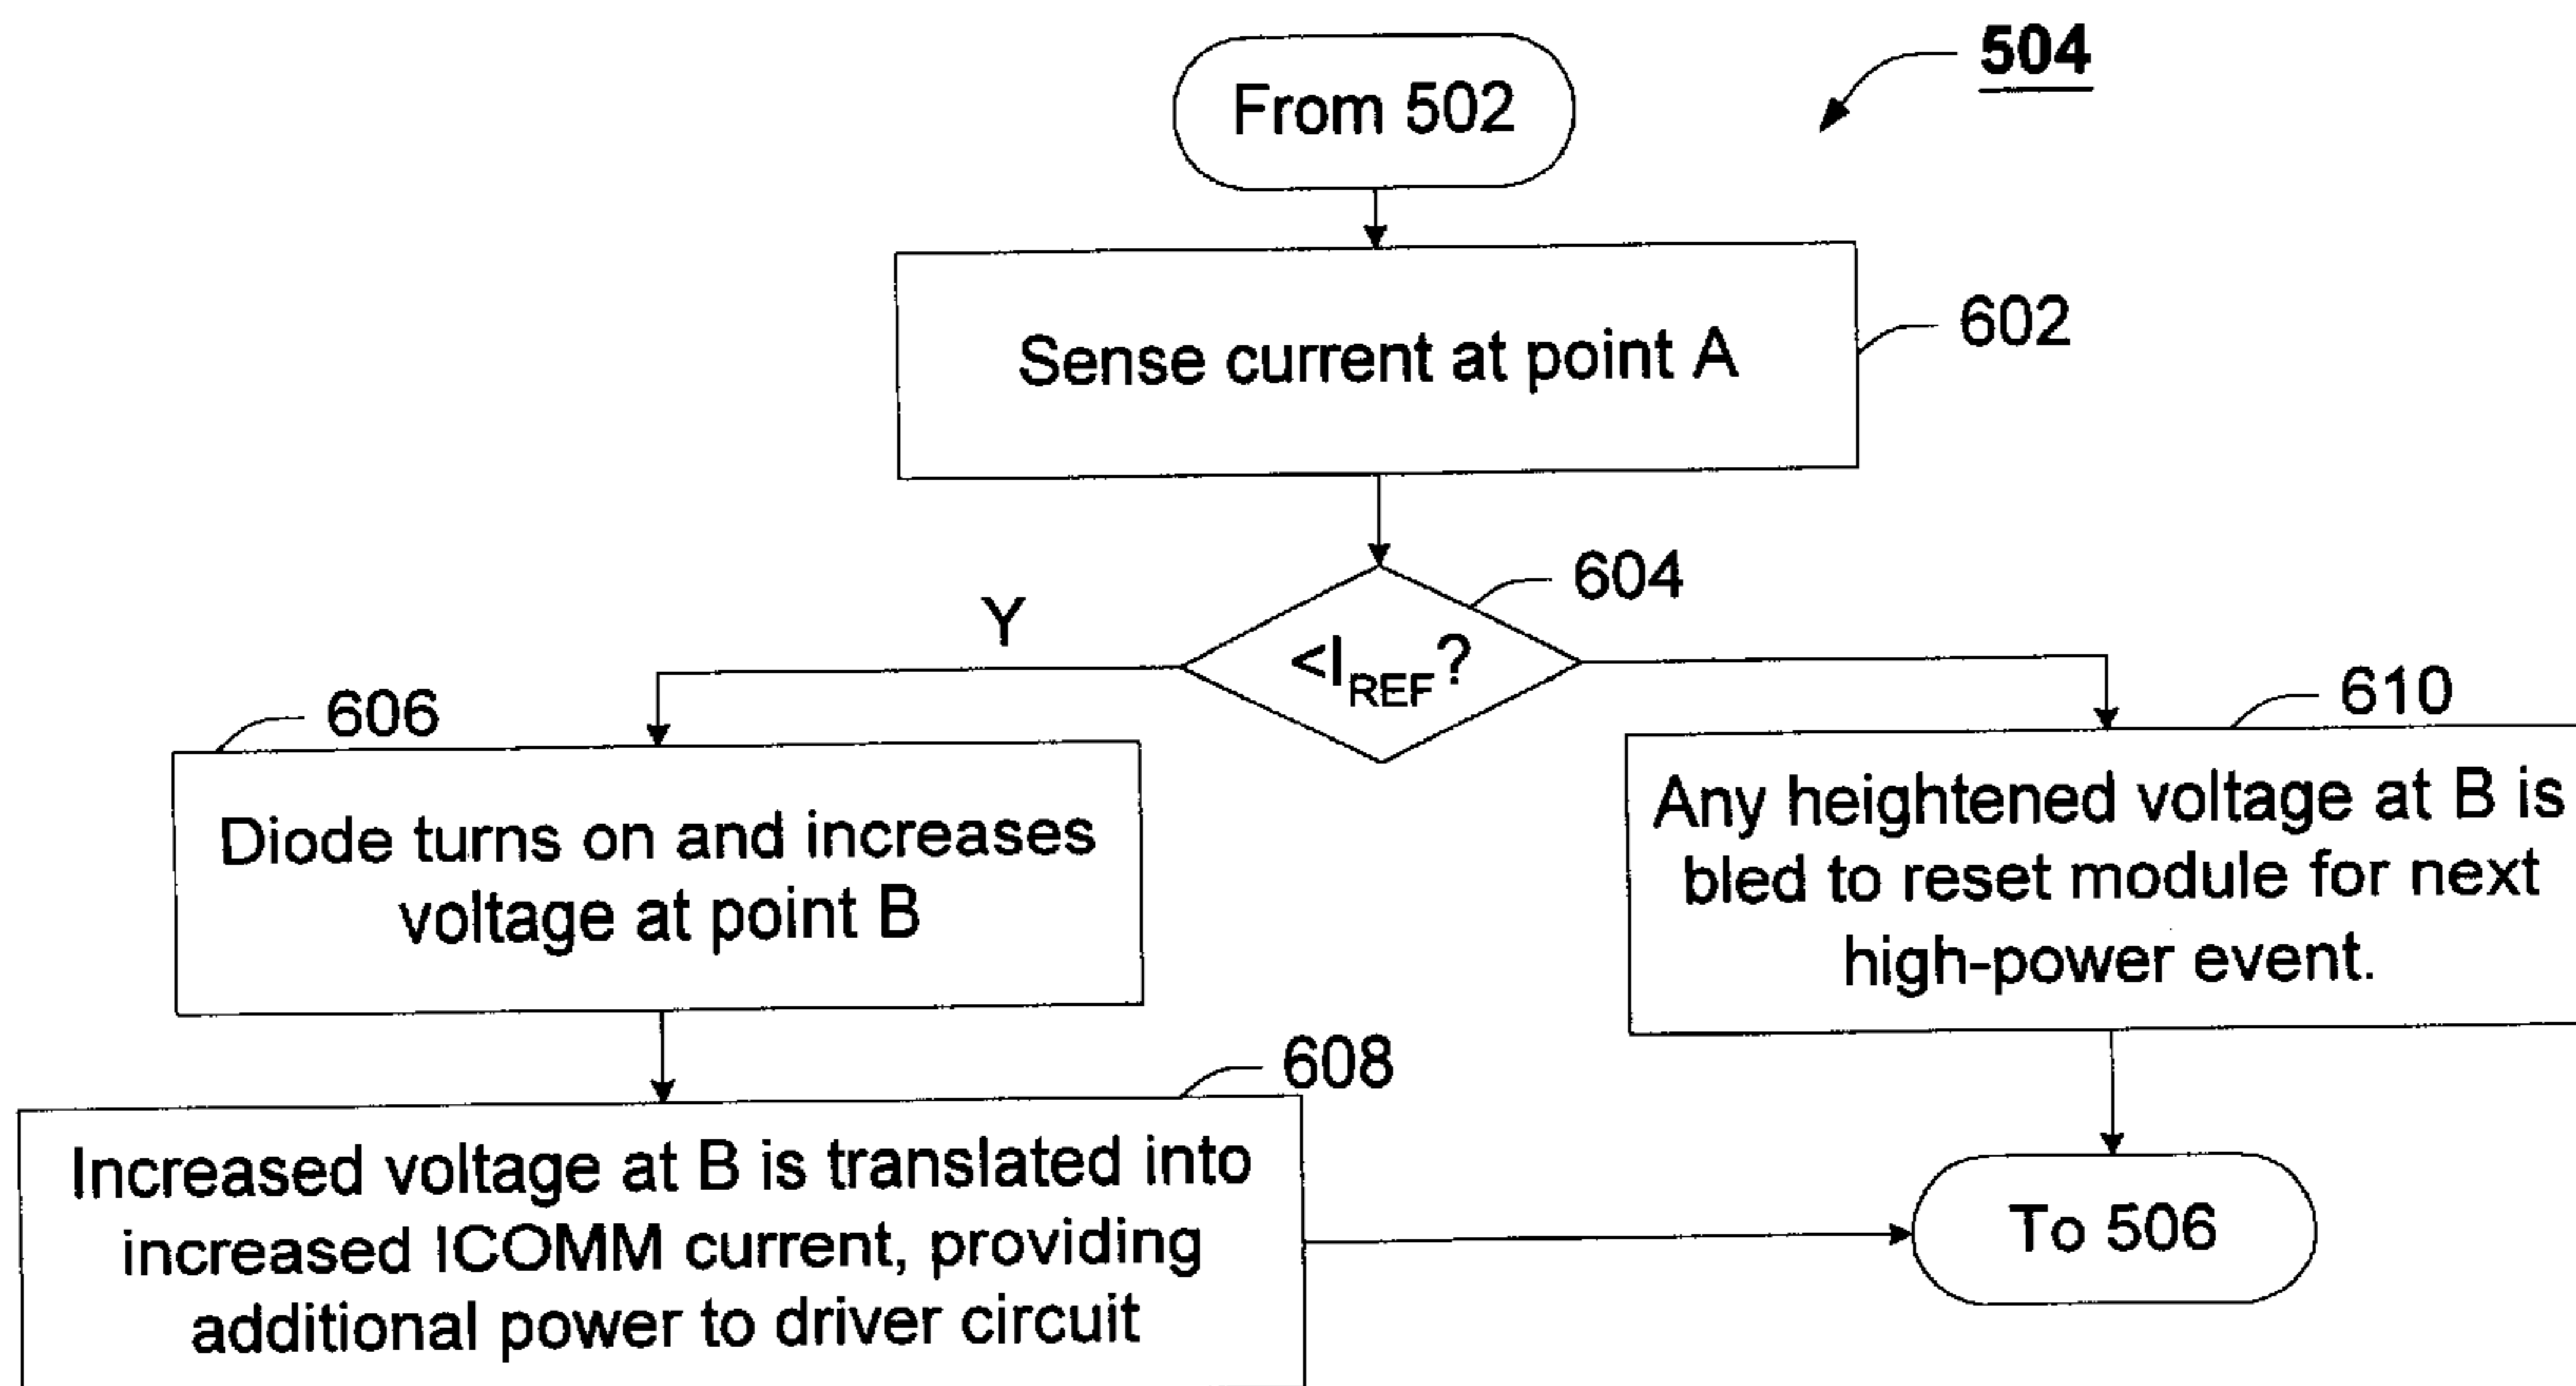 504
From 502
Sense current at point A
602
604
<I_REF?
Y
606
Diode turns on and increases
voltage at point B
610
Any heightened voltage at B is
bled to reset module for next
high-power event.
608
Increased voltage at B is translated into
increased ICOMM current, providing
additional power to driver circuit
To 506